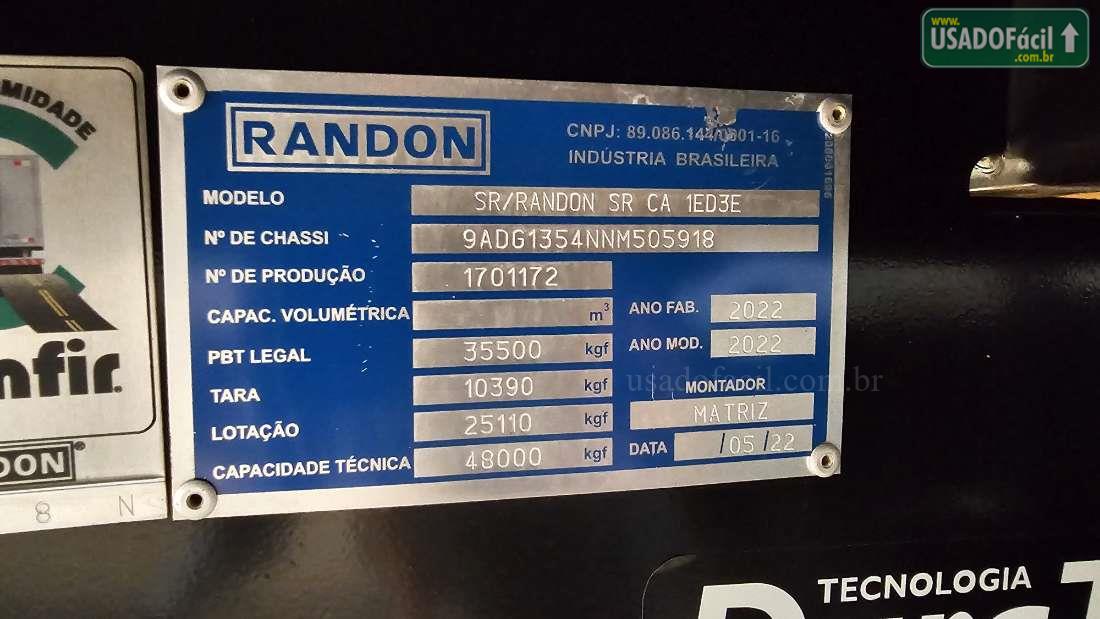 www.
USADOFácil
.com.br
MIDADE
nfir
DON
8 N
RANDON
CNPJ: 89.086.144/0001-16
INDÚSTRIA BRASILEIRA
MODELO SR/RANDON SR CA 1ED3E
Nº DE CHASSI 9ADG1354NNM505918
Nº DE PRODUÇÃO 1701172
CAPAC. VOLUMÉTRICA m³ ANO FAB. 2022
PBT LEGAL 35500 kgf ANO MOD. 2022
TARA 10390 kgf MONTADOR
LOTAÇÃO 25110 kgf MATRIZ
CAPACIDADE TÉCNICA 48000 kgf DATA /05/22
usadofacil.com.br
TECNOLOGIA